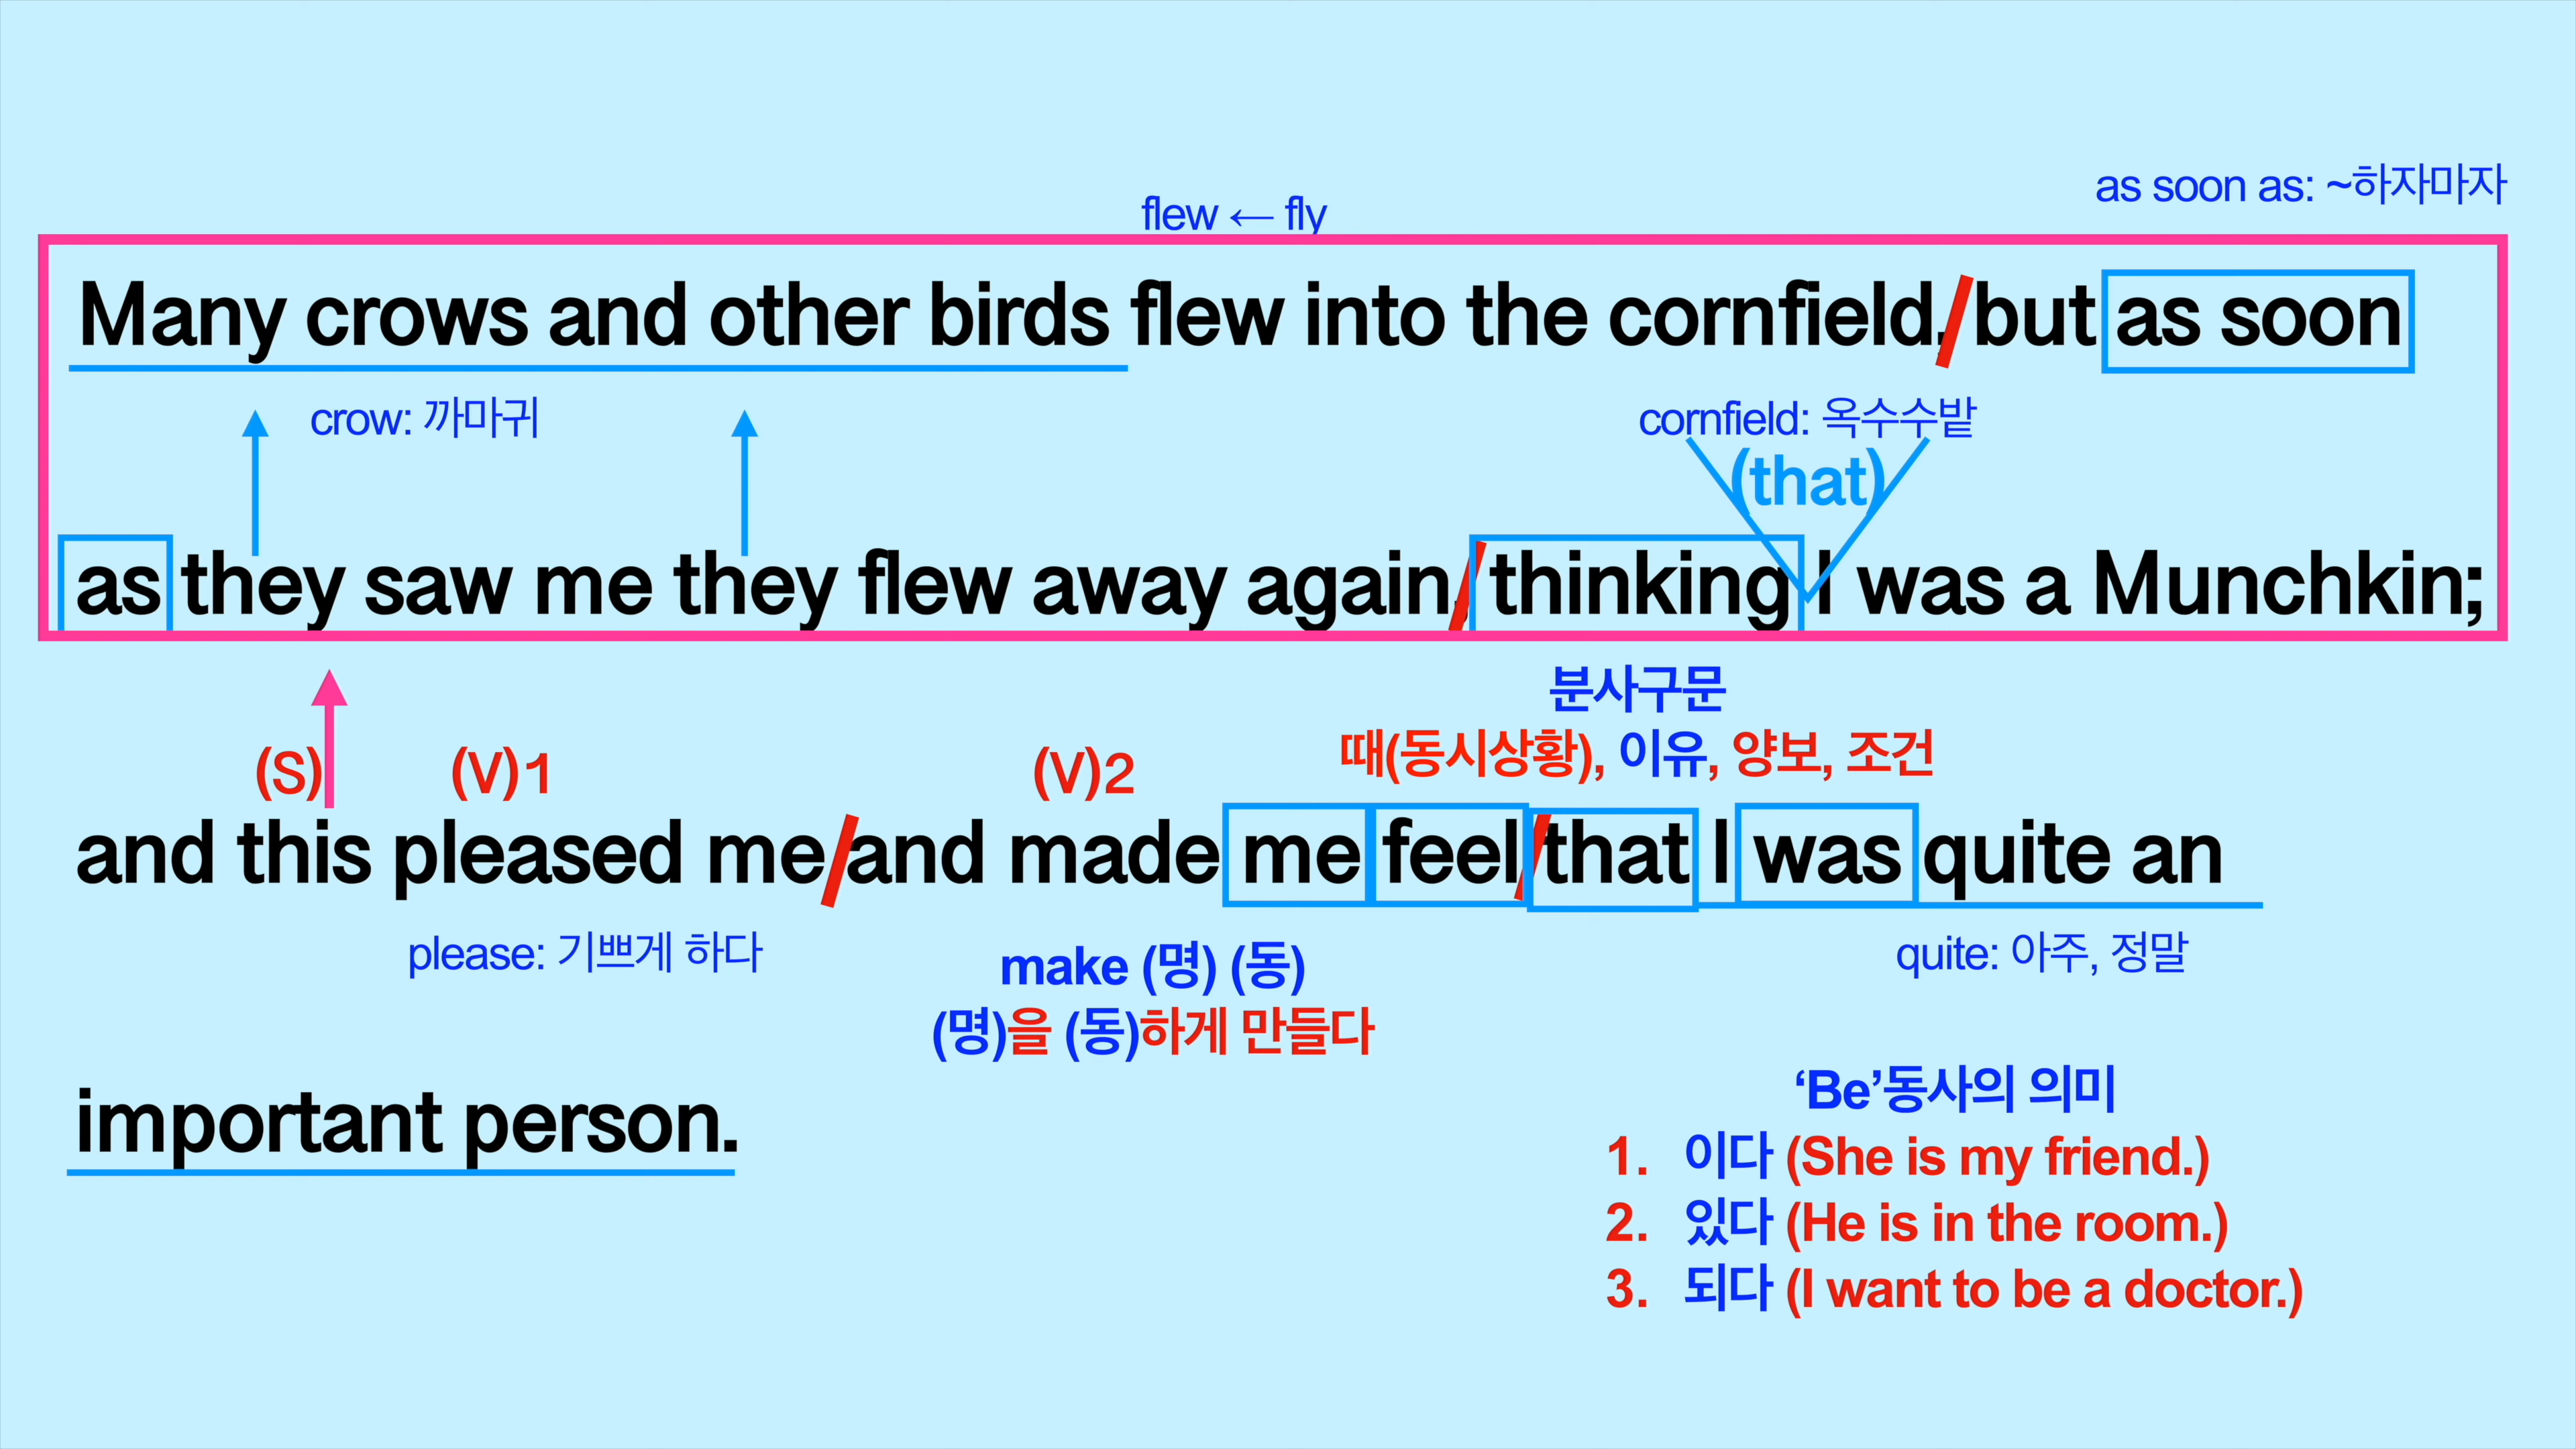 as soon as: ~하자마자
flew ← fly
Many crows and other birds flew into the cornfield, but as soon
crow: 까마귀
cornfield: 옥수수밭
(that)
as they saw me they flew away again, thinking I was a Munchkin;
분사구문
때(동시상황), 이유, 양보, 조건
(S) (V)1 (V)2
and this pleased me and made me feel that I was quite an
please: 기쁘게 하다
make (명) (동)
(명)을 (동)하게 만들다
quite: 아주, 정말
important person.
‘Be’동사의 의미
1. 이다 (She is my friend.)
2. 있다 (He is in the room.)
3. 되다 (I want to be a doctor.)